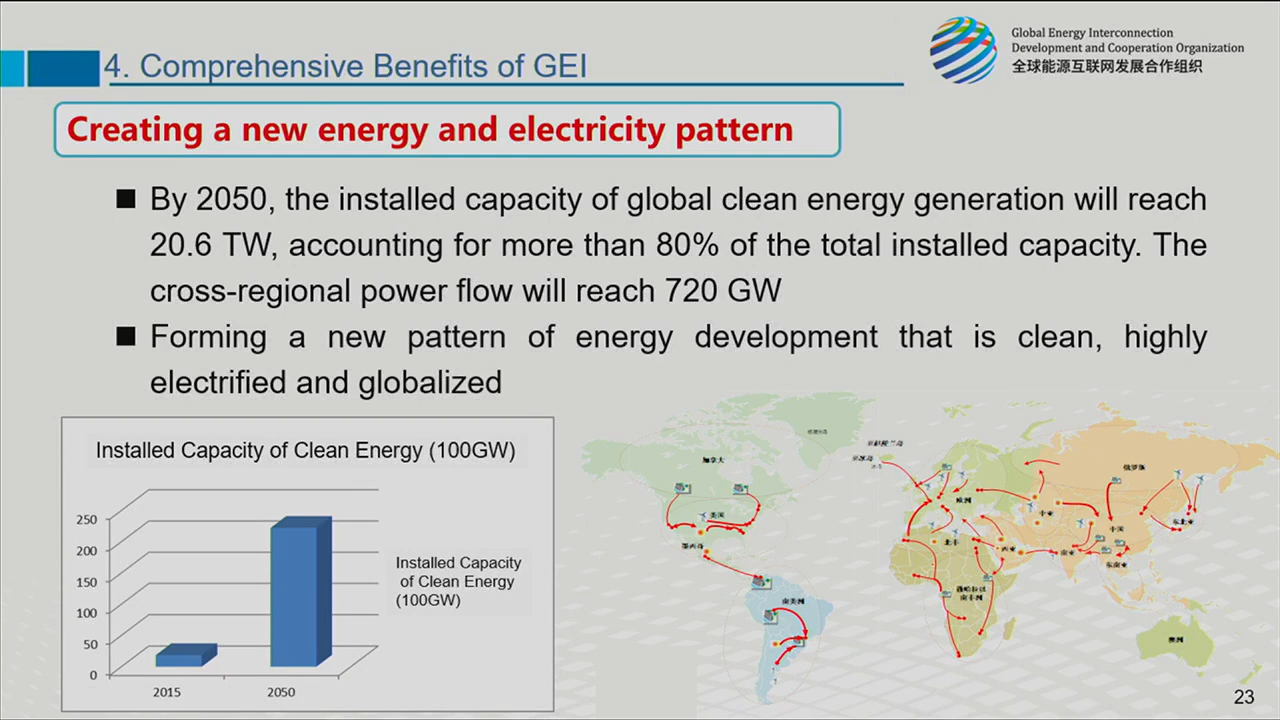 4. Comprehensive Benefits of GEI
Global Energy Interconnection
Development and Cooperation Organization
全球能源互联网发展合作组织
Creating a new energy and electricity pattern
■ By 2050, the installed capacity of global clean energy generation will reach
20.6 TW, accounting for more than 80% of the total installed capacity. The
cross-regional power flow will reach 720 GW
■ Forming a new pattern of energy development that is clean, highly
electrified and globalized
Installed Capacity of Clean Energy (100GW)
250
200
150
100
50
0
2015
2050
Installed Capacity
of Clean Energy
(100GW)
加拿大
美国
墨西哥
南美洲
欧洲
俄罗斯
中亚
中国
东北亚
北非
西亚
南亚
东南亚
撒哈拉以
南非洲
澳洲
23